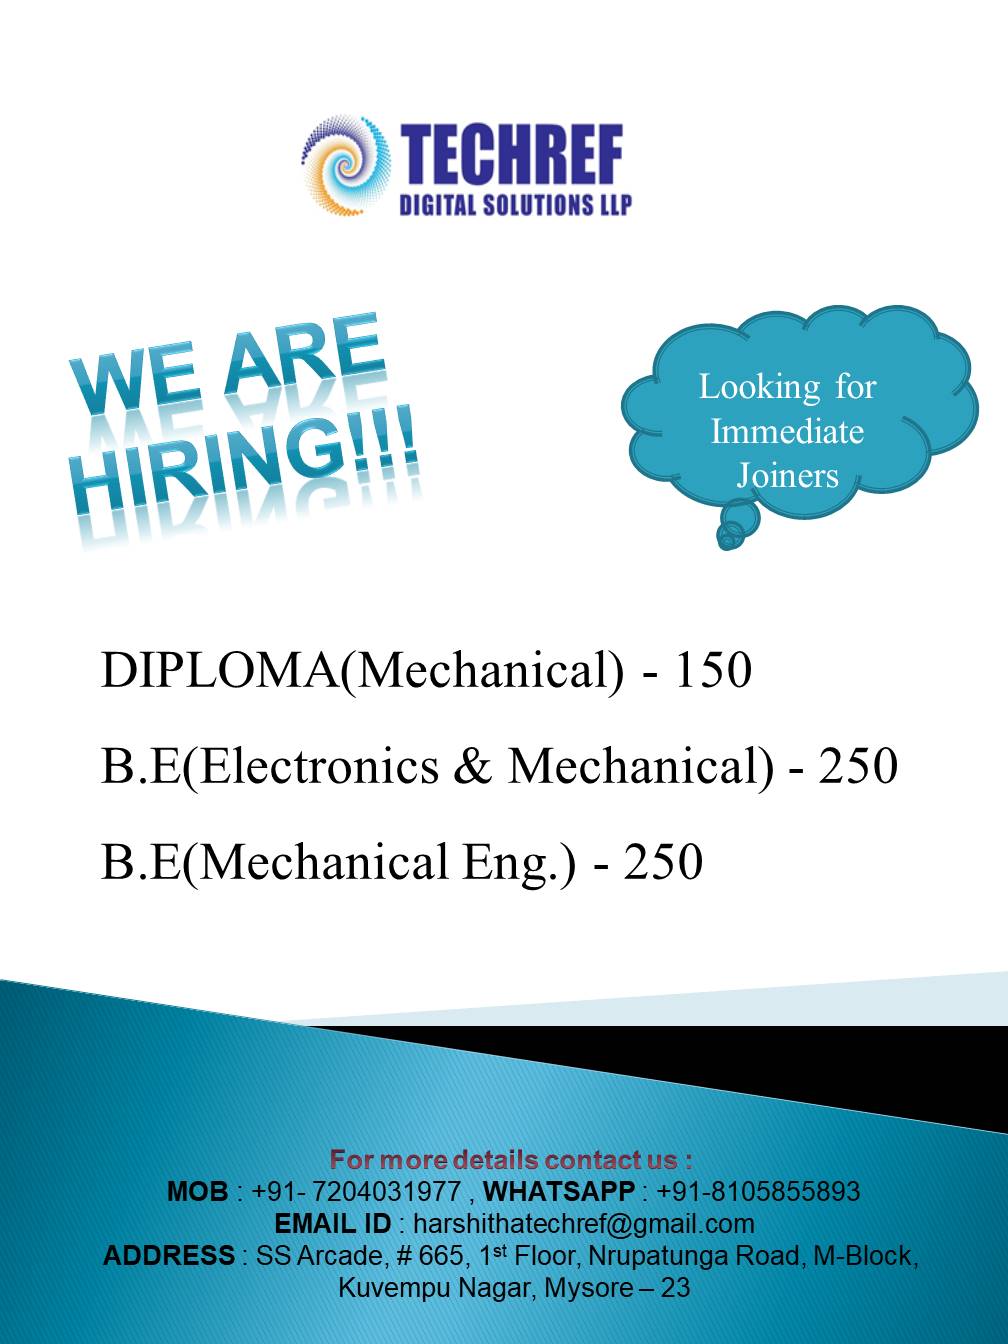 TECHREF
DIGITAL SOLUTIONS LLP
WE ARE
HIRING!!!
Looking for
Immediate
Joiners
DIPLOMA(Mechanical) - 150
B.E(Electronics & Mechanical) - 250
B.E(Mechanical Eng.) - 250
For more details contact us :
MOB : +91- 7204031977 , WHATSAPP : +91-8105855893
EMAIL ID : harshithatechref@gmail.com
ADDRESS : SS Arcade, # 665, 1st Floor, Nrupatunga Road, M-Block,
Kuvempu Nagar, Mysore – 23